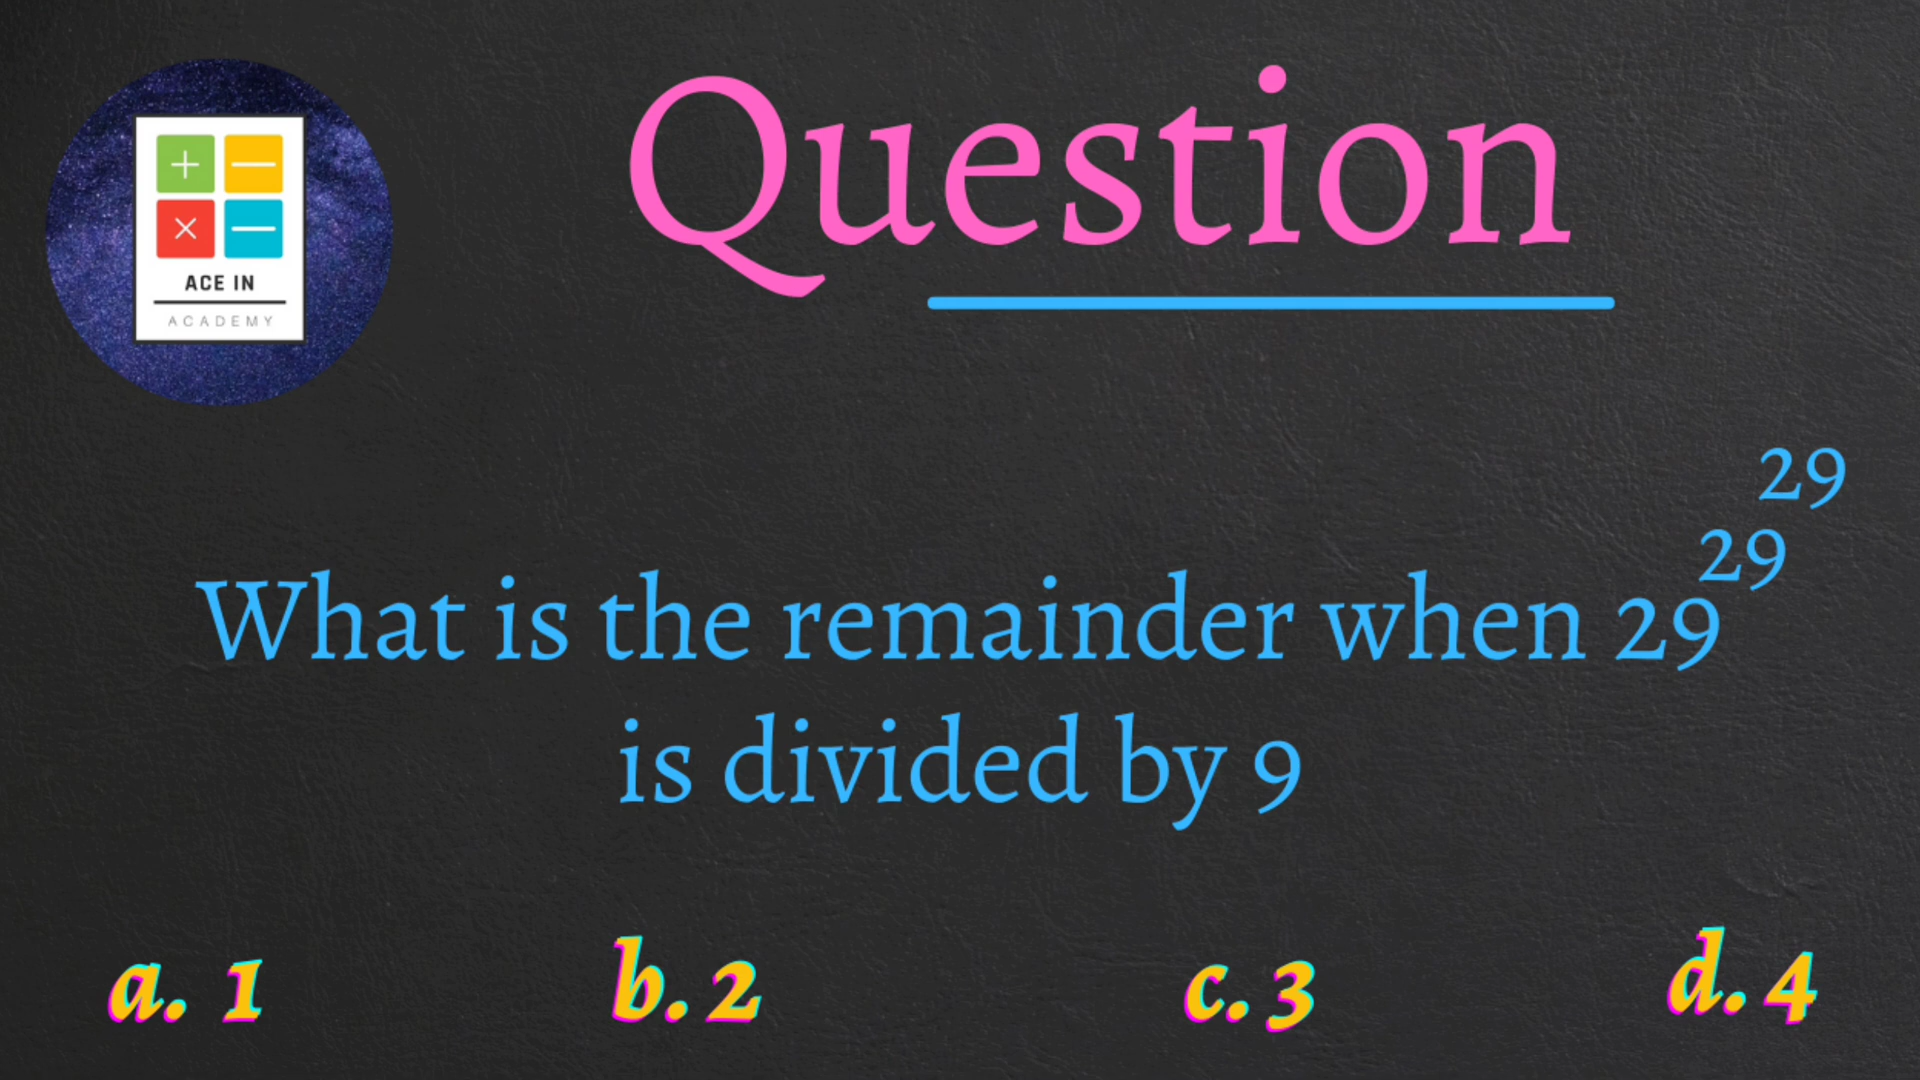 ACE IN
ACADEMY
Question
29
29
What is the remainder when 29
is divided by 9
a. 1
b. 2
c. 3
d. 4